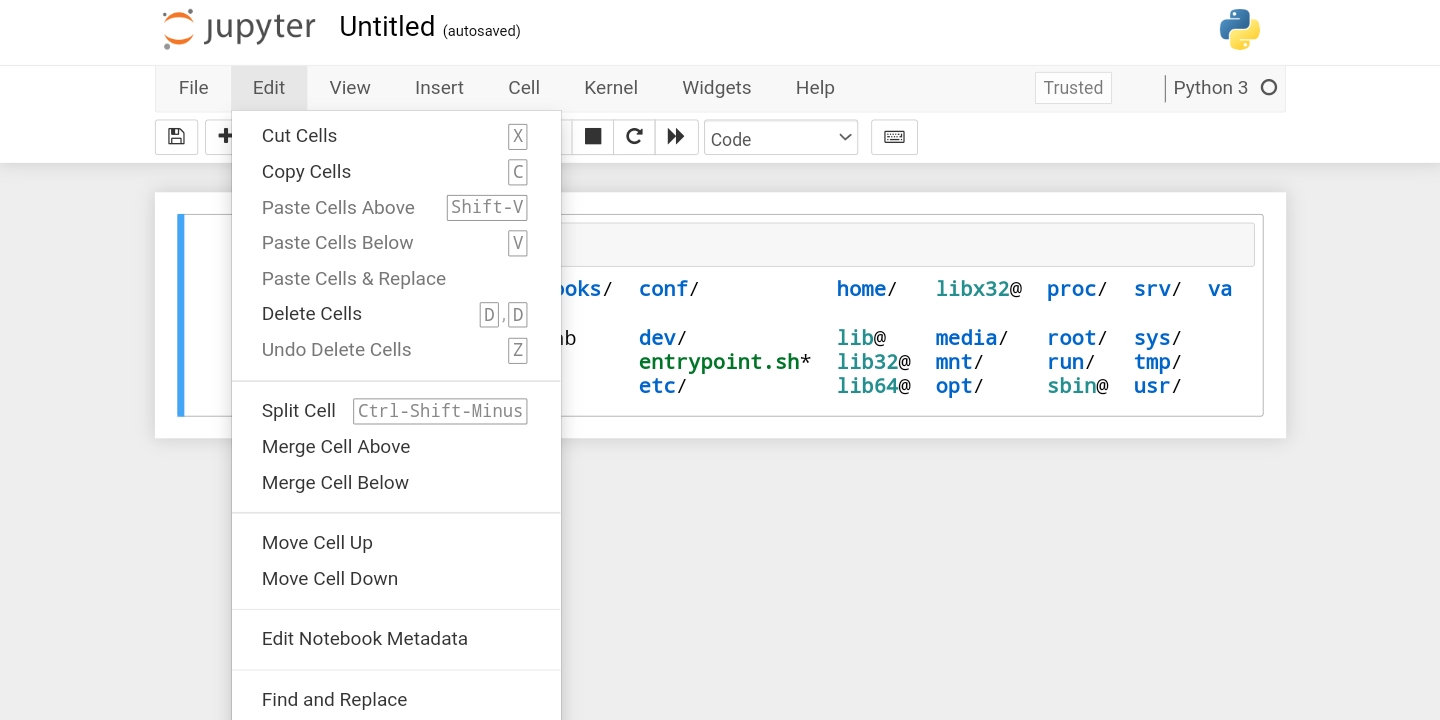 jupyter Untitled (autosaved)
File Edit View Insert Cell Kernel Widgets Help Trusted Python 3
Code
Cut Cells X
Copy Cells C
Paste Cells Above Shift-V
Paste Cells Below V
Paste Cells & Replace
Delete Cells D,D
Undo Delete Cells Z
Split Cell Ctrl-Shift-Minus
Merge Cell Above
Merge Cell Below
Move Cell Up
Move Cell Down
Edit Notebook Metadata
Find and Replace
conf/ home/ libx32@ proc/ srv/ va
dev/ lib@ media/ root/ sys/
entrypoint.sh* lib32@ mnt/ run/ tmp/
etc/ lib64@ opt/ sbin@ usr/